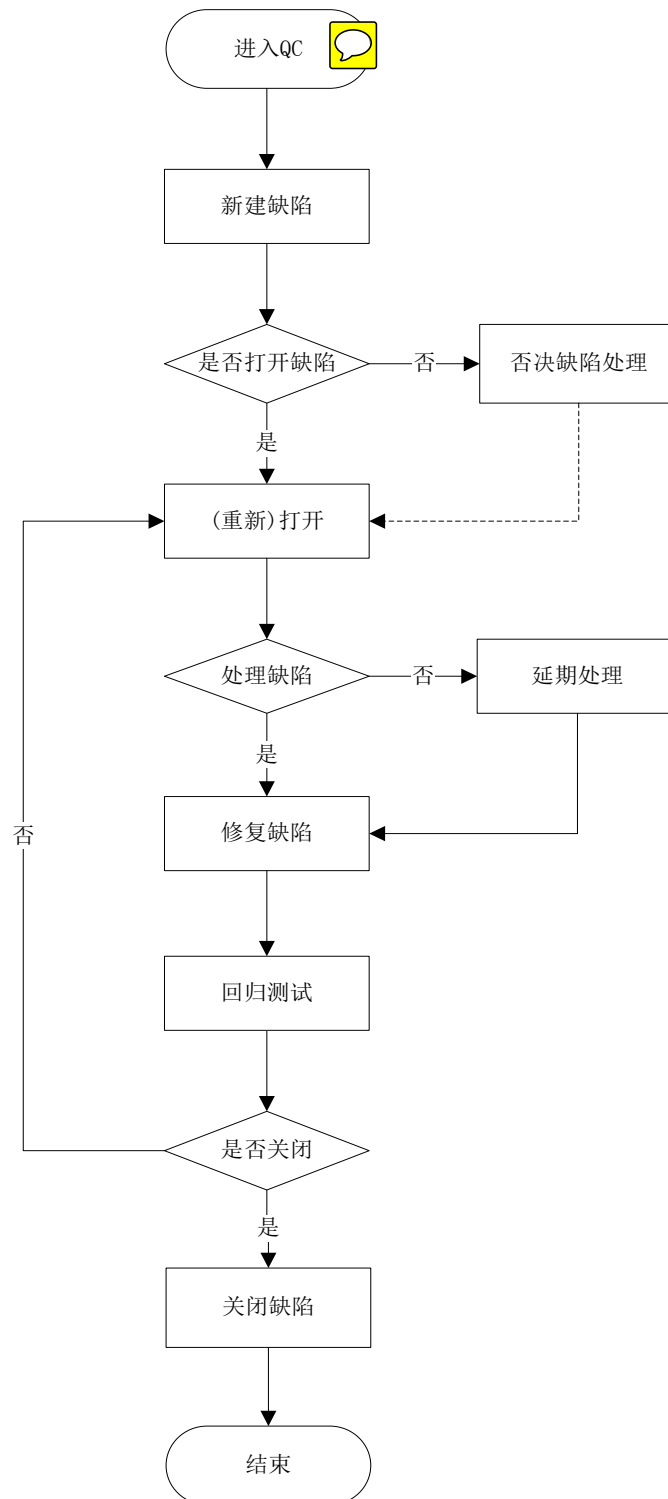 进入QC
新建缺陷
是否打开缺陷
否
否决缺陷处理
是
(重新)打开
处理缺陷
否
延期处理
是
修复缺陷
否
回归测试
是否关闭
是
关闭缺陷
结束